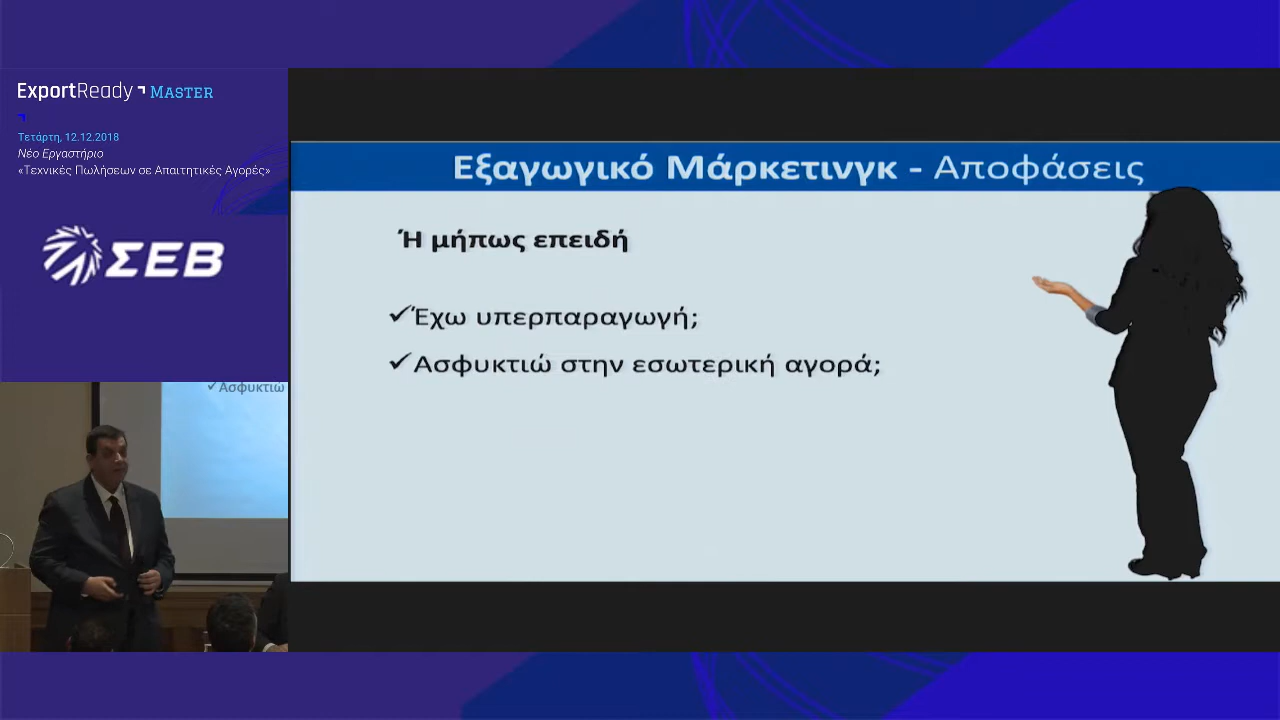 ExportReady MASTER
Τετάρτη, 12.12.2018
Νέο Εργαστήριο
«Τεχνικές Πωλήσεων σε Απαιτητικές Αγορές»
ΣΕΒ
✓Ασφυκτιώ
Εξαγωγικό Μάρκετινγκ - Αποφάσεις
Ή μήπως επειδή
✓Έχω υπερπαραγωγή;
✓Ασφυκτιώ στην εσωτερική αγορά;